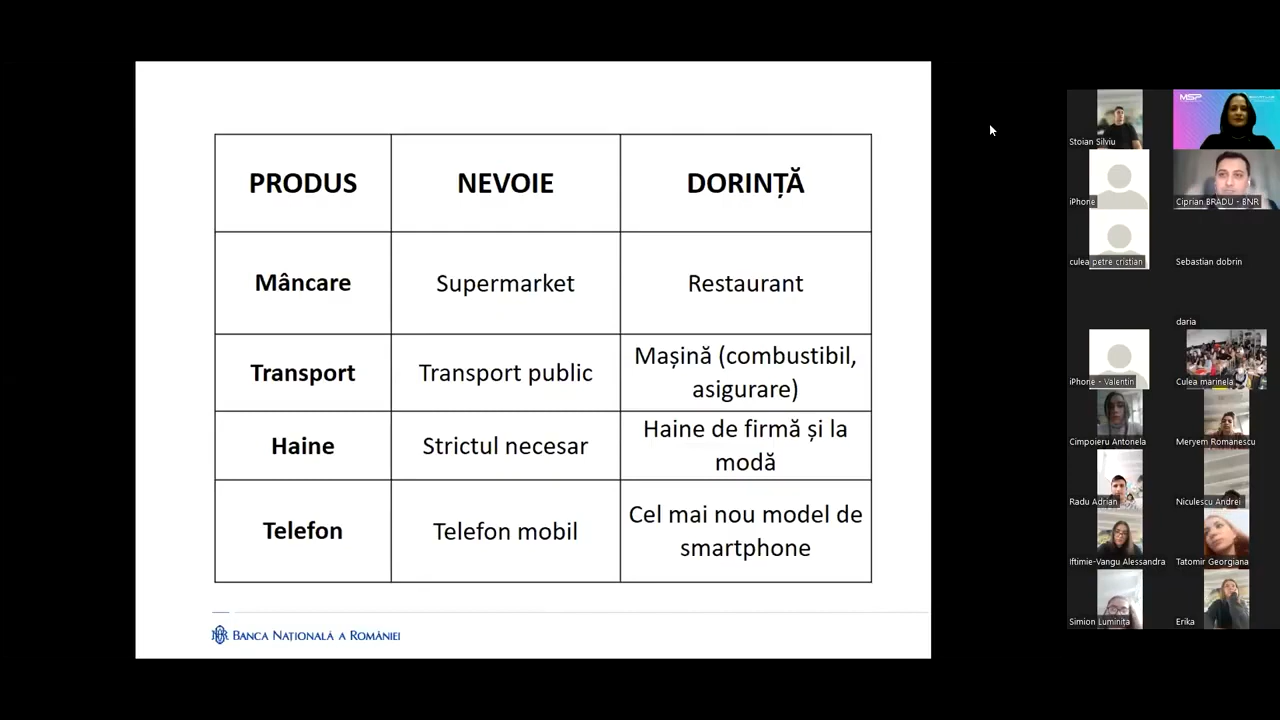 PRODUS
NEVOIE
DORINȚĂ
Mâncare
Supermarket
Restaurant
Transport
Transport public
Mașină (combustibil,
asigurare)
Haine
Strictul necesar
Haine de firmă și la
modă
Telefon
Telefon mobil
Cel mai nou model de
smartphone
BANCA NAȚIONALĂ A ROMÂNIEI
MSP
Stoian Silviu
iPhone
Ciprian BRADU - BNR
culea petre cristian
Sebastian dobrin
daria
iPhone - Valentin
Culea marinela
Cimpoieru Antonela
Meryem Romanescu
Radu Adrian
Niculescu Andrei
Iftimie-Vangu Alessandra
Tatomir Georgiana
Simion Luminița
Erika